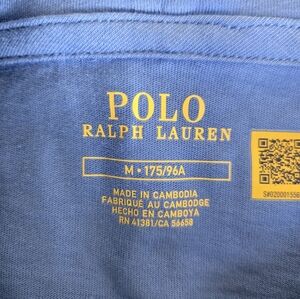 POLO
RALPH LAUREN
M • 175/96A
MADE IN CAMBODIA
FABRIQUÉ AU CAMBODGE
HECHO EN CAMBOYA
RN 41381/CA 56658